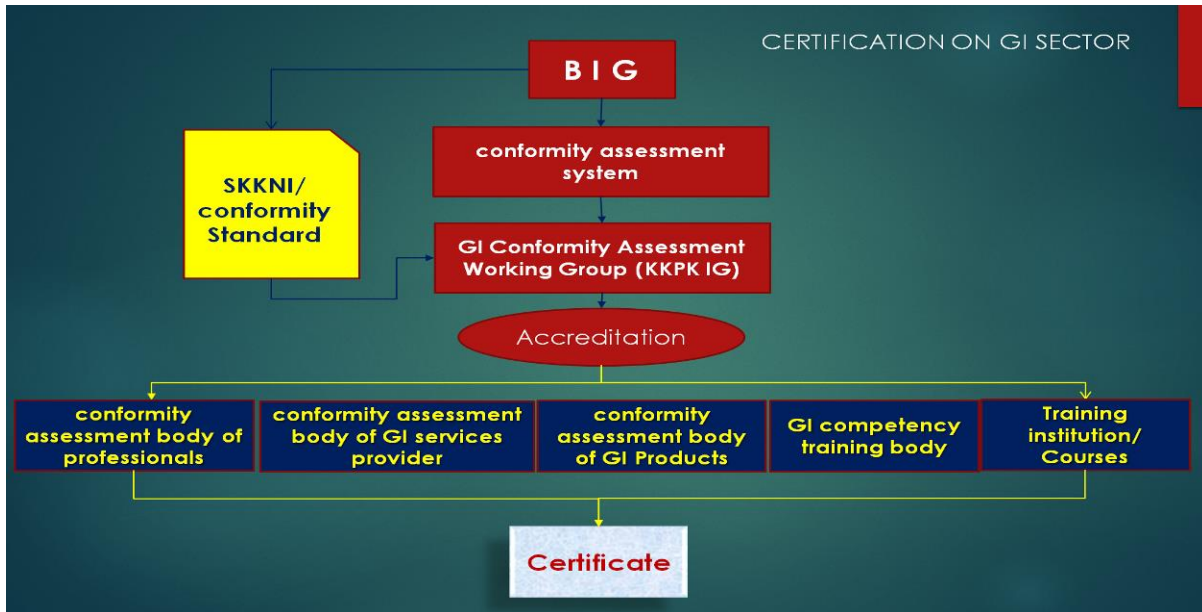 CERTIFICATION ON GI SECTOR
B I G
conformity assessment
system
SKKNI/
conformity
Standard
GI Conformity Assessment
Working Group (KKPK IG)
Accreditation
conformity
assessment body of
professionals
conformity assessment
body of GI services
provider
conformity
assessment body
of GI Products
GI competency
training body
Training
institution/
Courses
Certificate